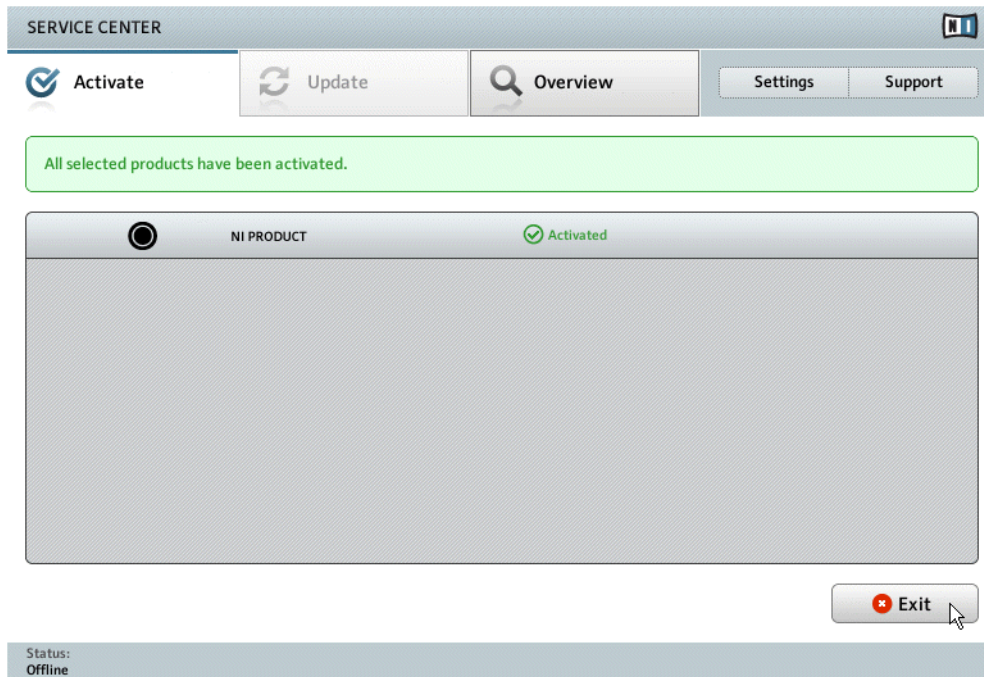 SERVICE CENTER
NI
Activate
Update
Overview
Settings
Support
All selected products have been activated.
NI PRODUCT
Activated
Exit
Status:
Offline